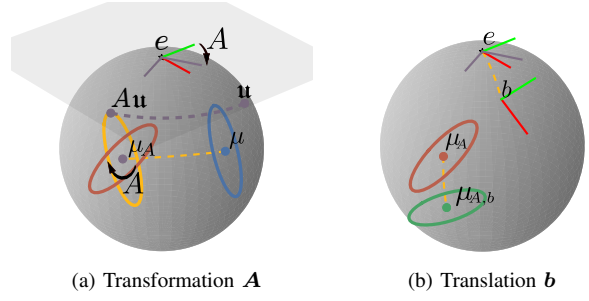 e
A
A𝔲
𝔲
μ_A
μ
A
(a) Transformation A
e
b
μ_A
μ_{A,b}
(b) Translation b